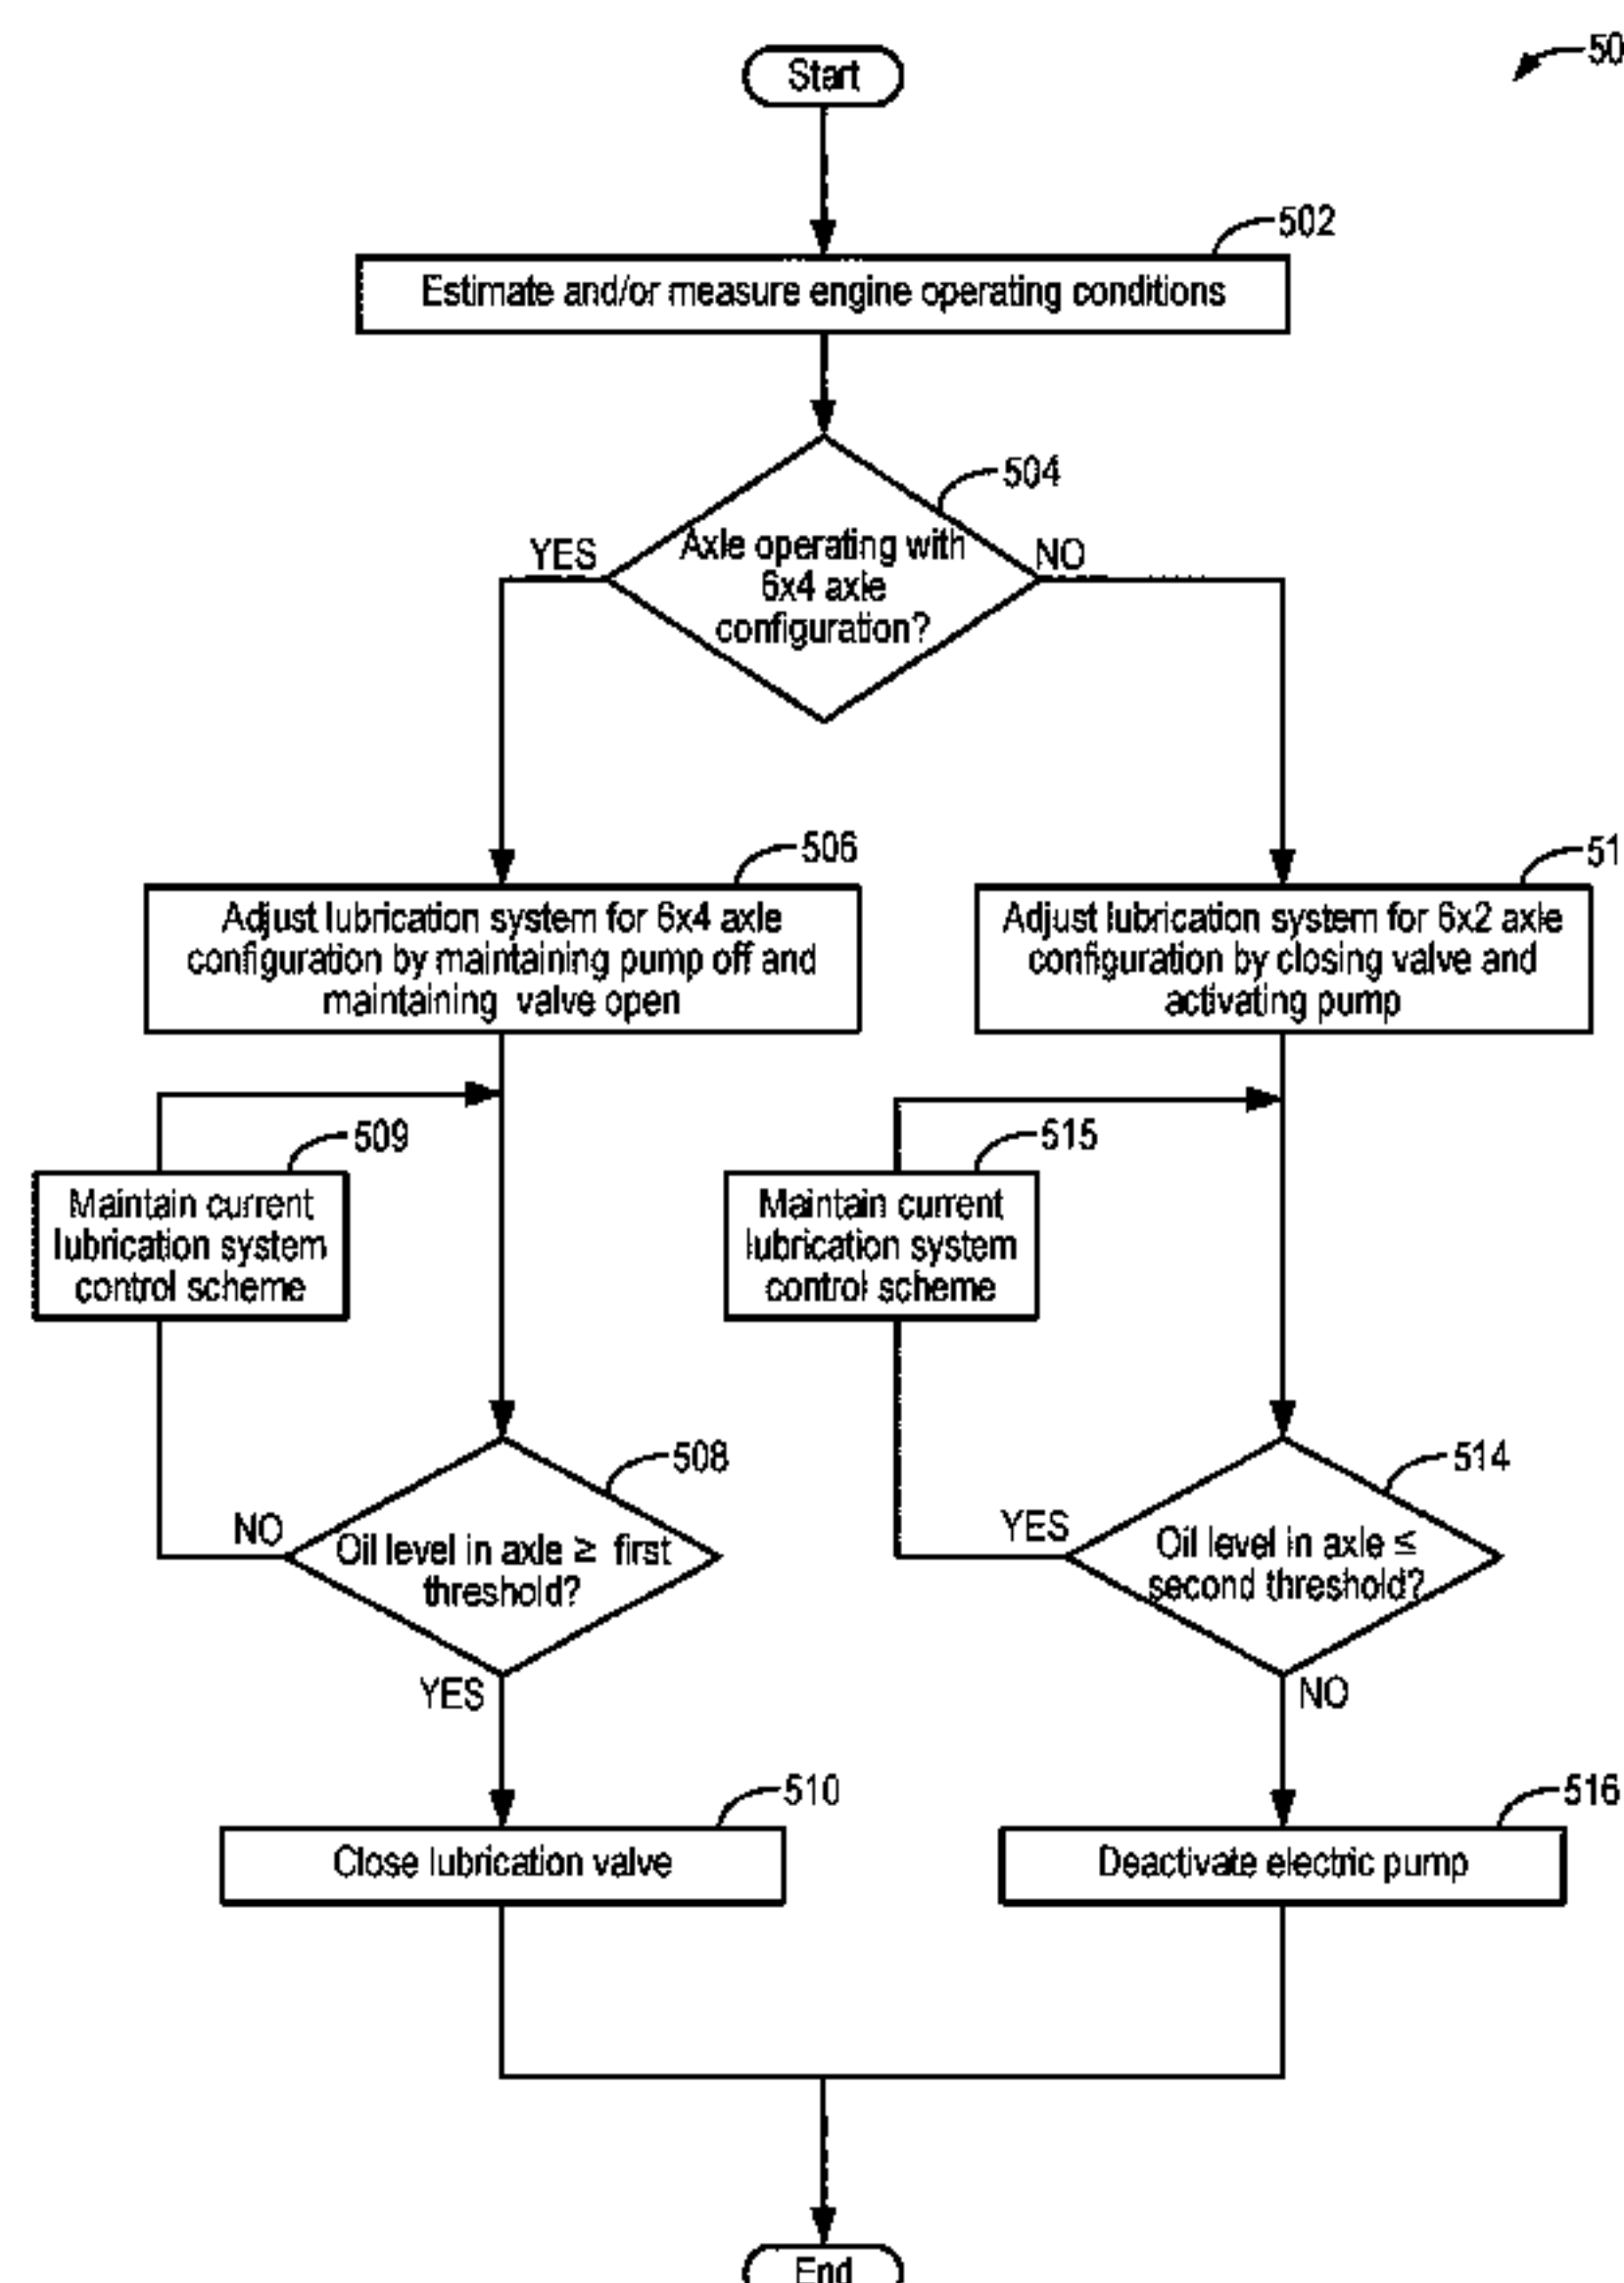 Start
50
502
Estimate and/or measure engine operating conditions
504
YES
Axle operating with
6x4 axle
configuration?
NO
506
Adjust lubrication system for 6x4 axle
configuration by maintaining pump off and
maintaining valve open
51
Adjust lubrication system for 6x2 axle
configuration by closing valve and
activating pump
509
Maintain current
lubrication system
control scheme
515
Maintain current
lubrication system
control scheme
508
NO
Oil level in axle ≥ first
threshold?
YES
514
YES
Oil level in axle ≤
second threshold?
NO
510
Close lubrication valve
516
Deactivate electric pump
End